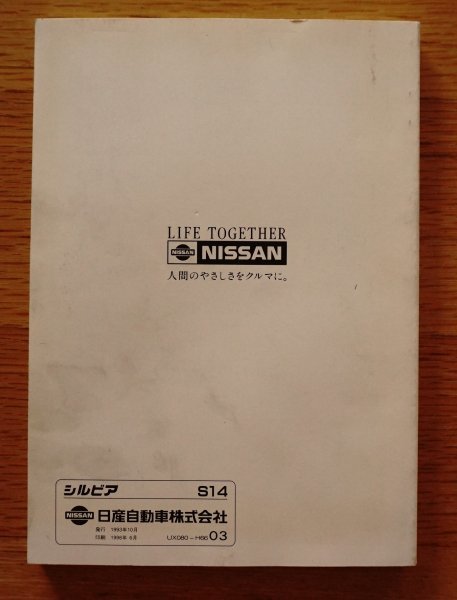 LIFE TOGETHER
NISSAN NISSAN
人間のやさしさをクルマに。
シルビア S14
NISSAN 日産自動車株式会社
発行 1993年10月
印刷 1996年 6月 UX080-H9603